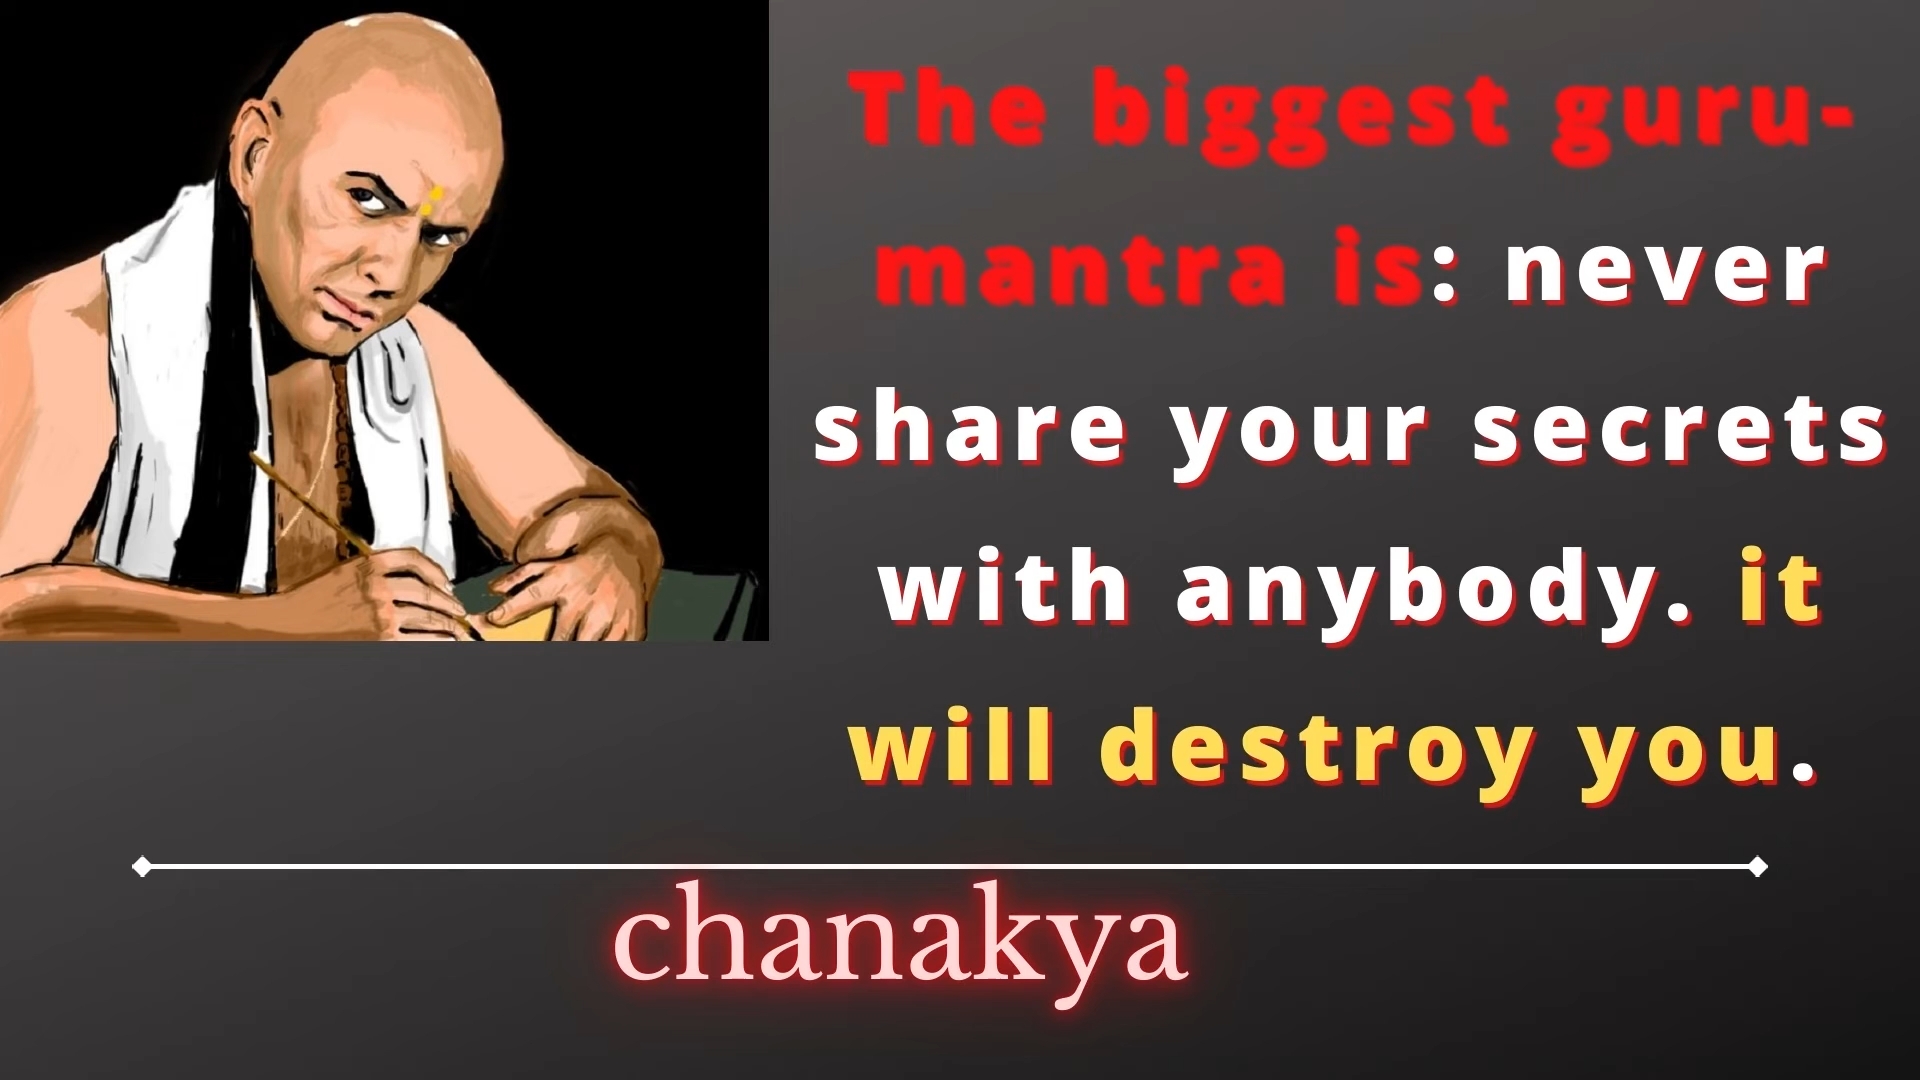 The biggest guru-
mantra is: never
share your secrets
with anybody. it
will destroy you.
chanakya